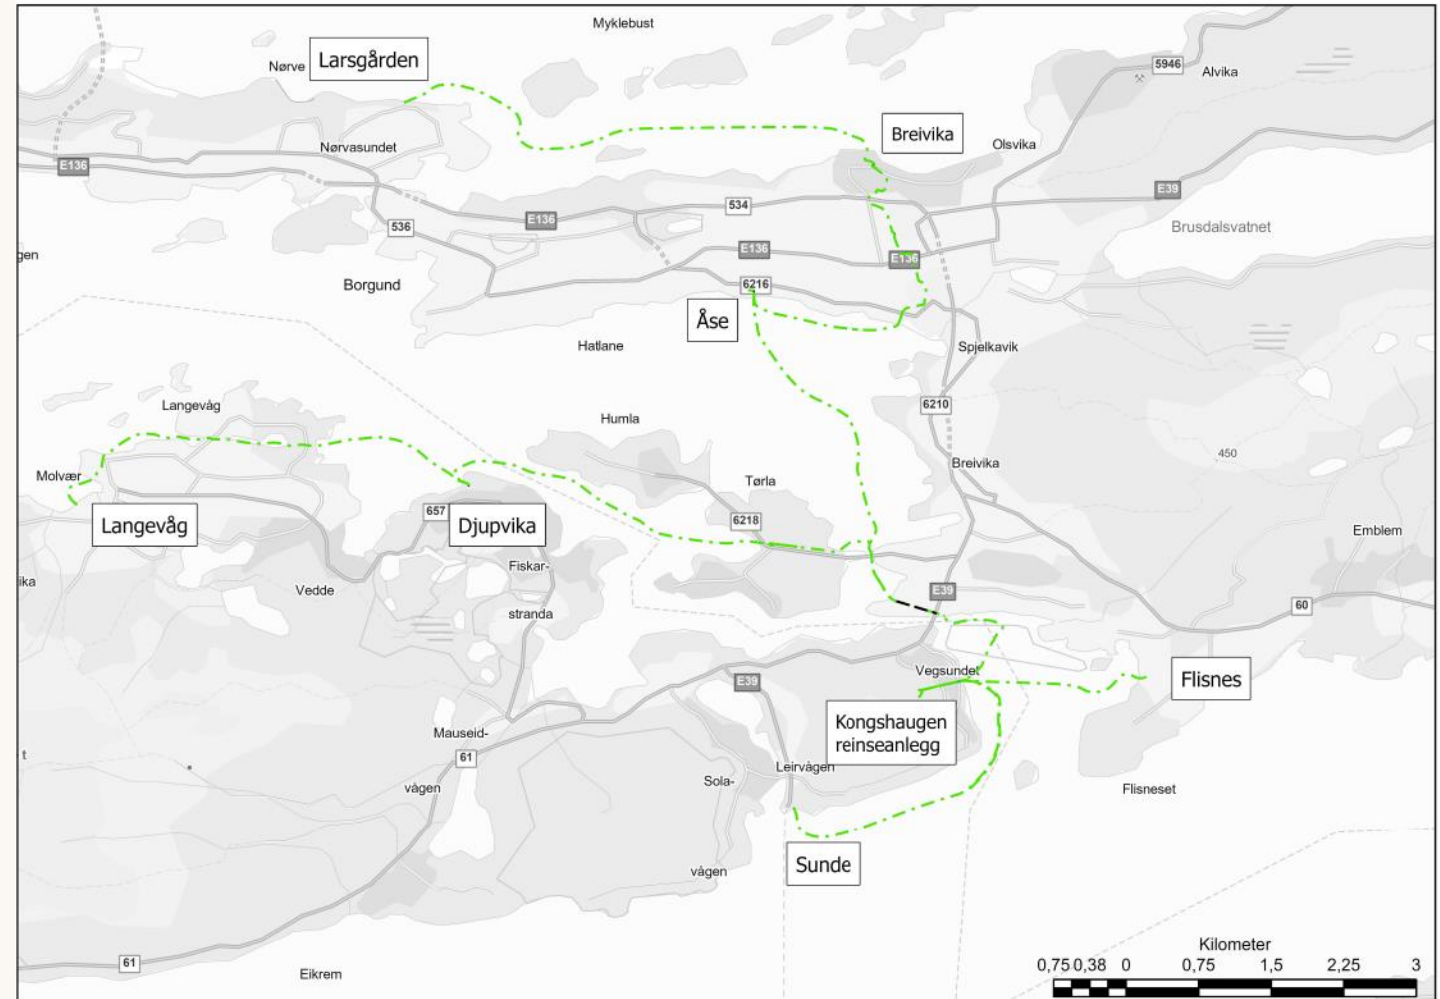 Myklebust
Larsgården
Nørve
5946
Alvika
Breivika
Nørvasundet
Olsvika
E136
E39
534
E136
536
Brusdalsvatnet
E136
E136
gen
Borgund
6216
Åse
Hatlane
Spjelkavik
Langevåg
6210
Humla
450
Breivika
Molvær
Tørla
657
Langevåg
Djupvika
6218
Emblem
Fiskar-
ika
Vedde
E39
stranda
60
Vegsundet
Flisnes
E39
Kongshaugen
reinseanlegg
Mauseid-
t
61
Leirvågen
Sola-
vågen
Flisneset
Sunde
vågen
Kilometer
61
0,75 0,38 0 0,75 1,5 2,25 3
Eikrem